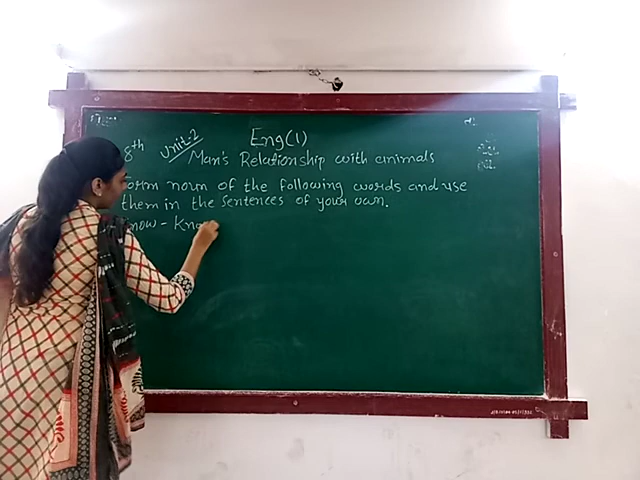 8th Unit-2 Eng(1)
Man's Relationship with animals
form noun of the following words and use
them in the sentences of your own.
know - Kno